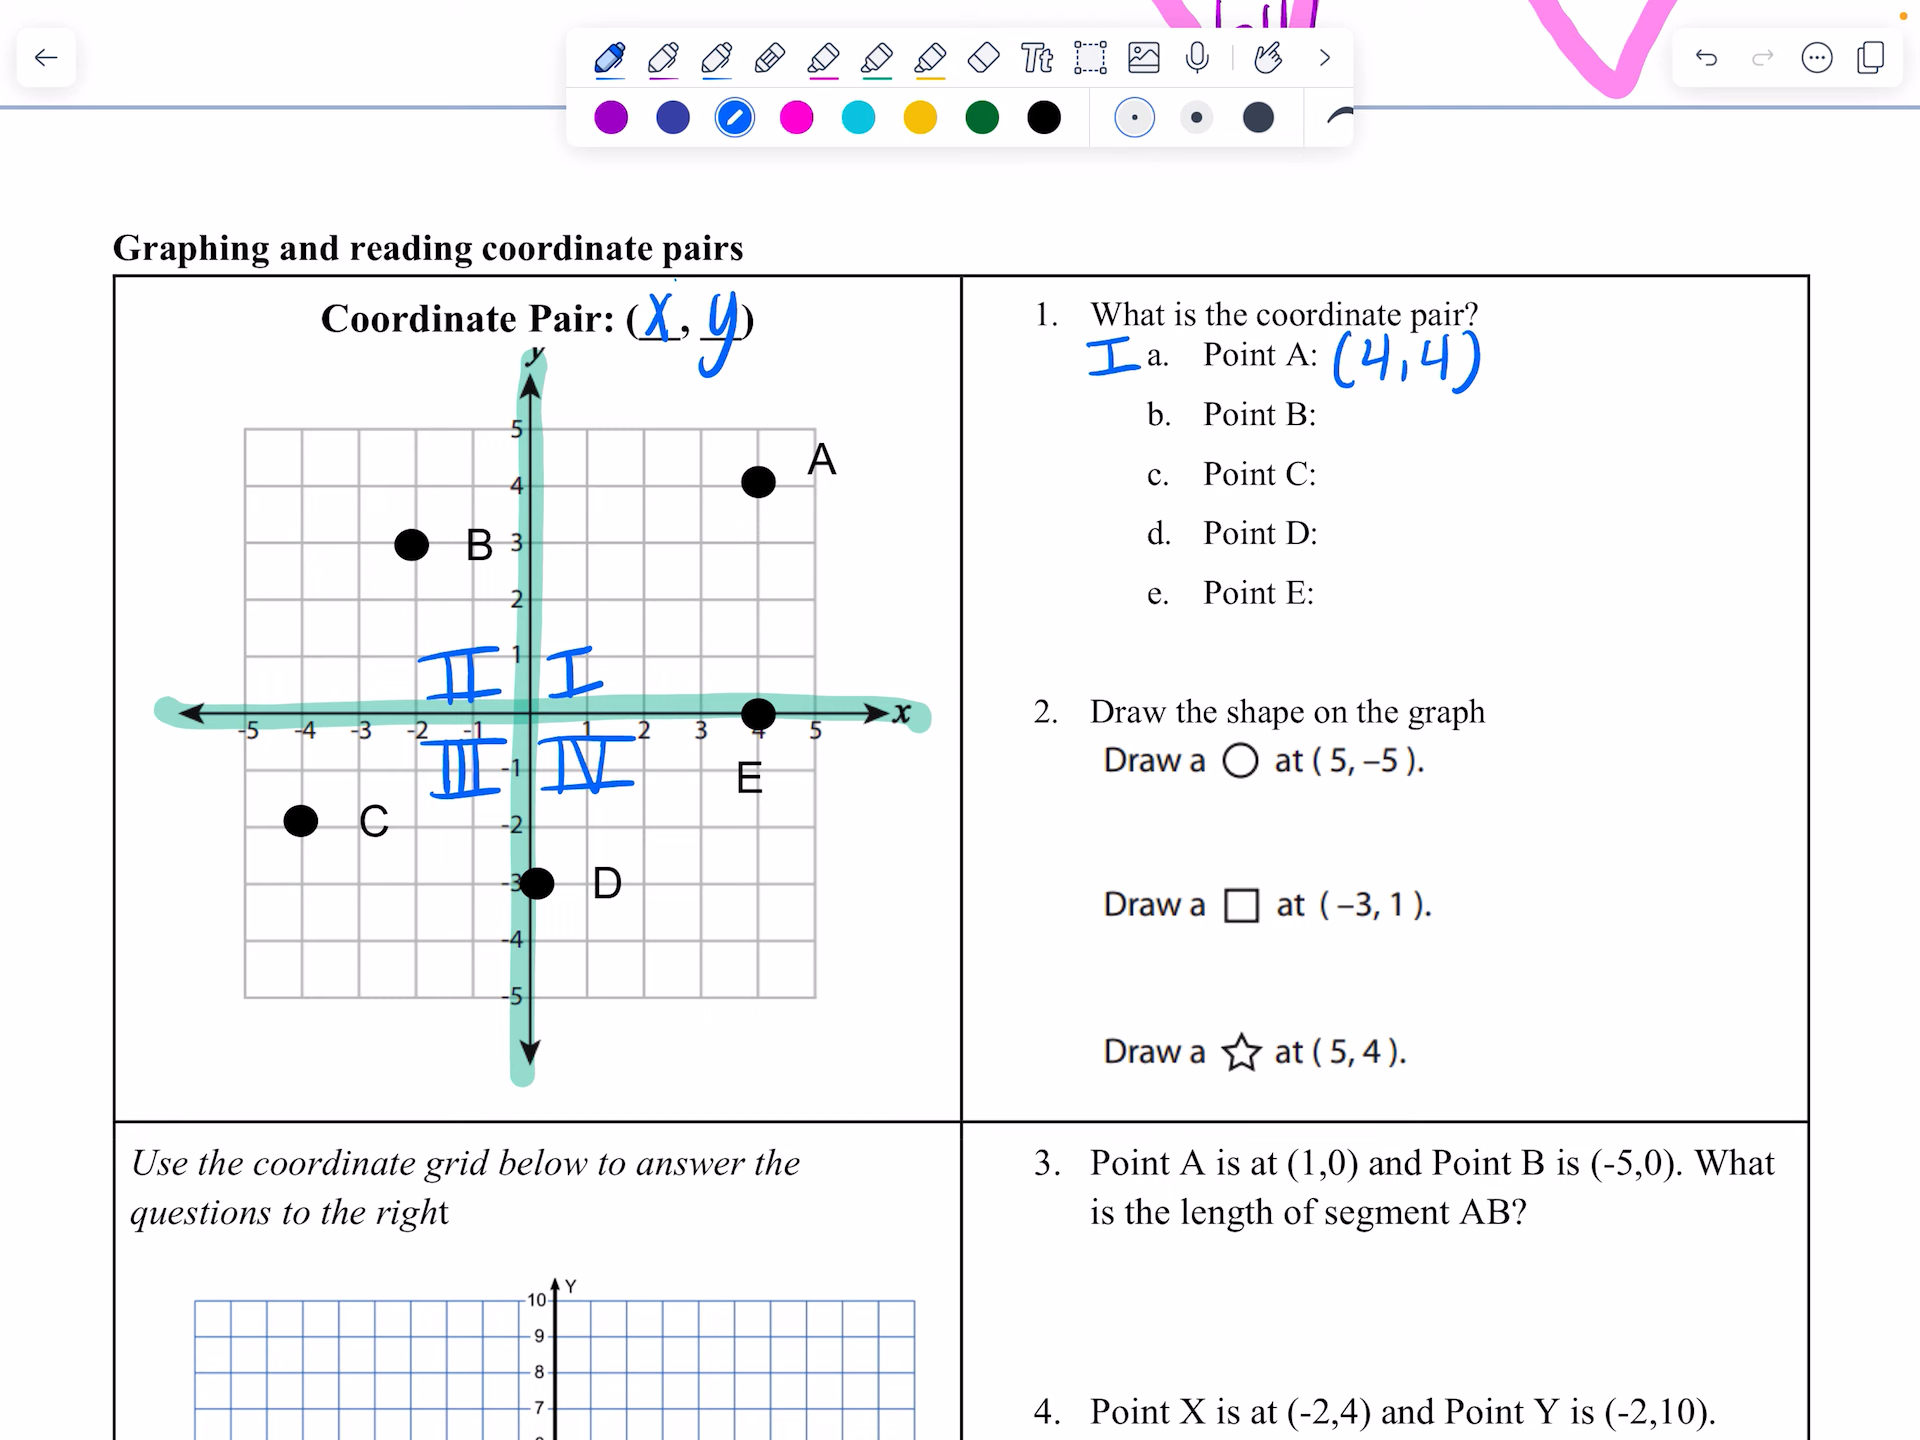 Tt
Graphing and reading coordinate pairs
Coordinate Pair: (x, y)
y
5
A
4
B 3
2
II 1 I
x
-5 -4 -3 -2 -1 1 2 3 4 5
III -1 IV E
C -2
-3 D
-4
-5
1. What is the coordinate pair?
I a. Point A: (4,4)
b. Point B:
c. Point C:
d. Point D:
e. Point E:
2. Draw the shape on the graph
Draw a ○ at ( 5, –5 ).
Draw a □ at ( –3, 1 ).
Draw a ☆ at ( 5, 4 ).
Use the coordinate grid below to answer the
questions to the right
Y
10
9
8
7
3. Point A is at (1,0) and Point B is (-5,0). What
is the length of segment AB?
4. Point X is at (-2,4) and Point Y is (-2,10).